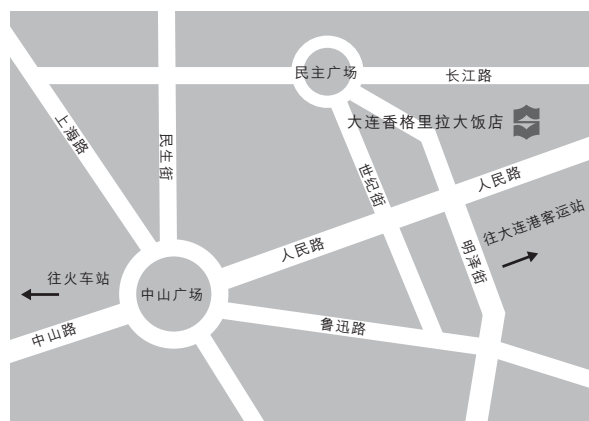 民主广场
长江路
大连香格里拉大饭店
上海路
民生街
世纪街
人民路
往大连港客运站
人民路
明泽街
往火车站
中山广场
中山路
鲁迅路